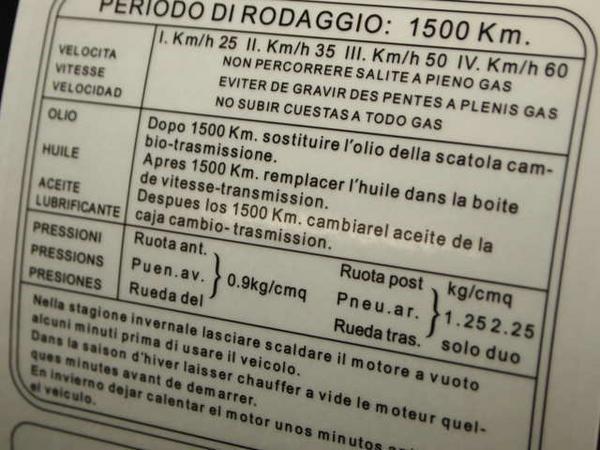 PERIODO DI RODAGGIO: 1500 Km.
VELOCITA
VITESSE
VELOCIDAD
I. Km/h 25 II. Km/h 35 III. Km/h 50 IV. Km/h 60
NON PERCORRERE SALITE A PIENO GAS
EVITER DE GRAVIR DES PENTES A PLENIS GAS
NO SUBIR CUESTAS A TODO GAS
OLIO
HUILE
ACEITE
LUBRIFICANTE
Dopo 1500 Km. sostituire l'olio della scatola cam-
bio-trasmissione.
Apres 1500 Km. remplacer l'huile dans la boite
de vitesse-transmission.
Despues los 1500 Km. cambiarel aceite de la
caja cambio-trasmission.
PRESSIONI
PRESSIONS
PRESIONES
Ruota ant.
Puen.av.
Rueda del
0.9kg/cmq
Ruota post
Pneu.ar.
Rueda tras.
kg/cmq
1.25 2.25
solo duo
Nella stagione invernale lasciare scaldare il motore a vuoto
alcuni minuti prima di usare il veicolo.
Dans la saison d'hiver laisser chauffer a vide le moteur quel-
ques minutes avant de demarrer.
En invierno dejar calentar el motor unos minutos
el veiculo.